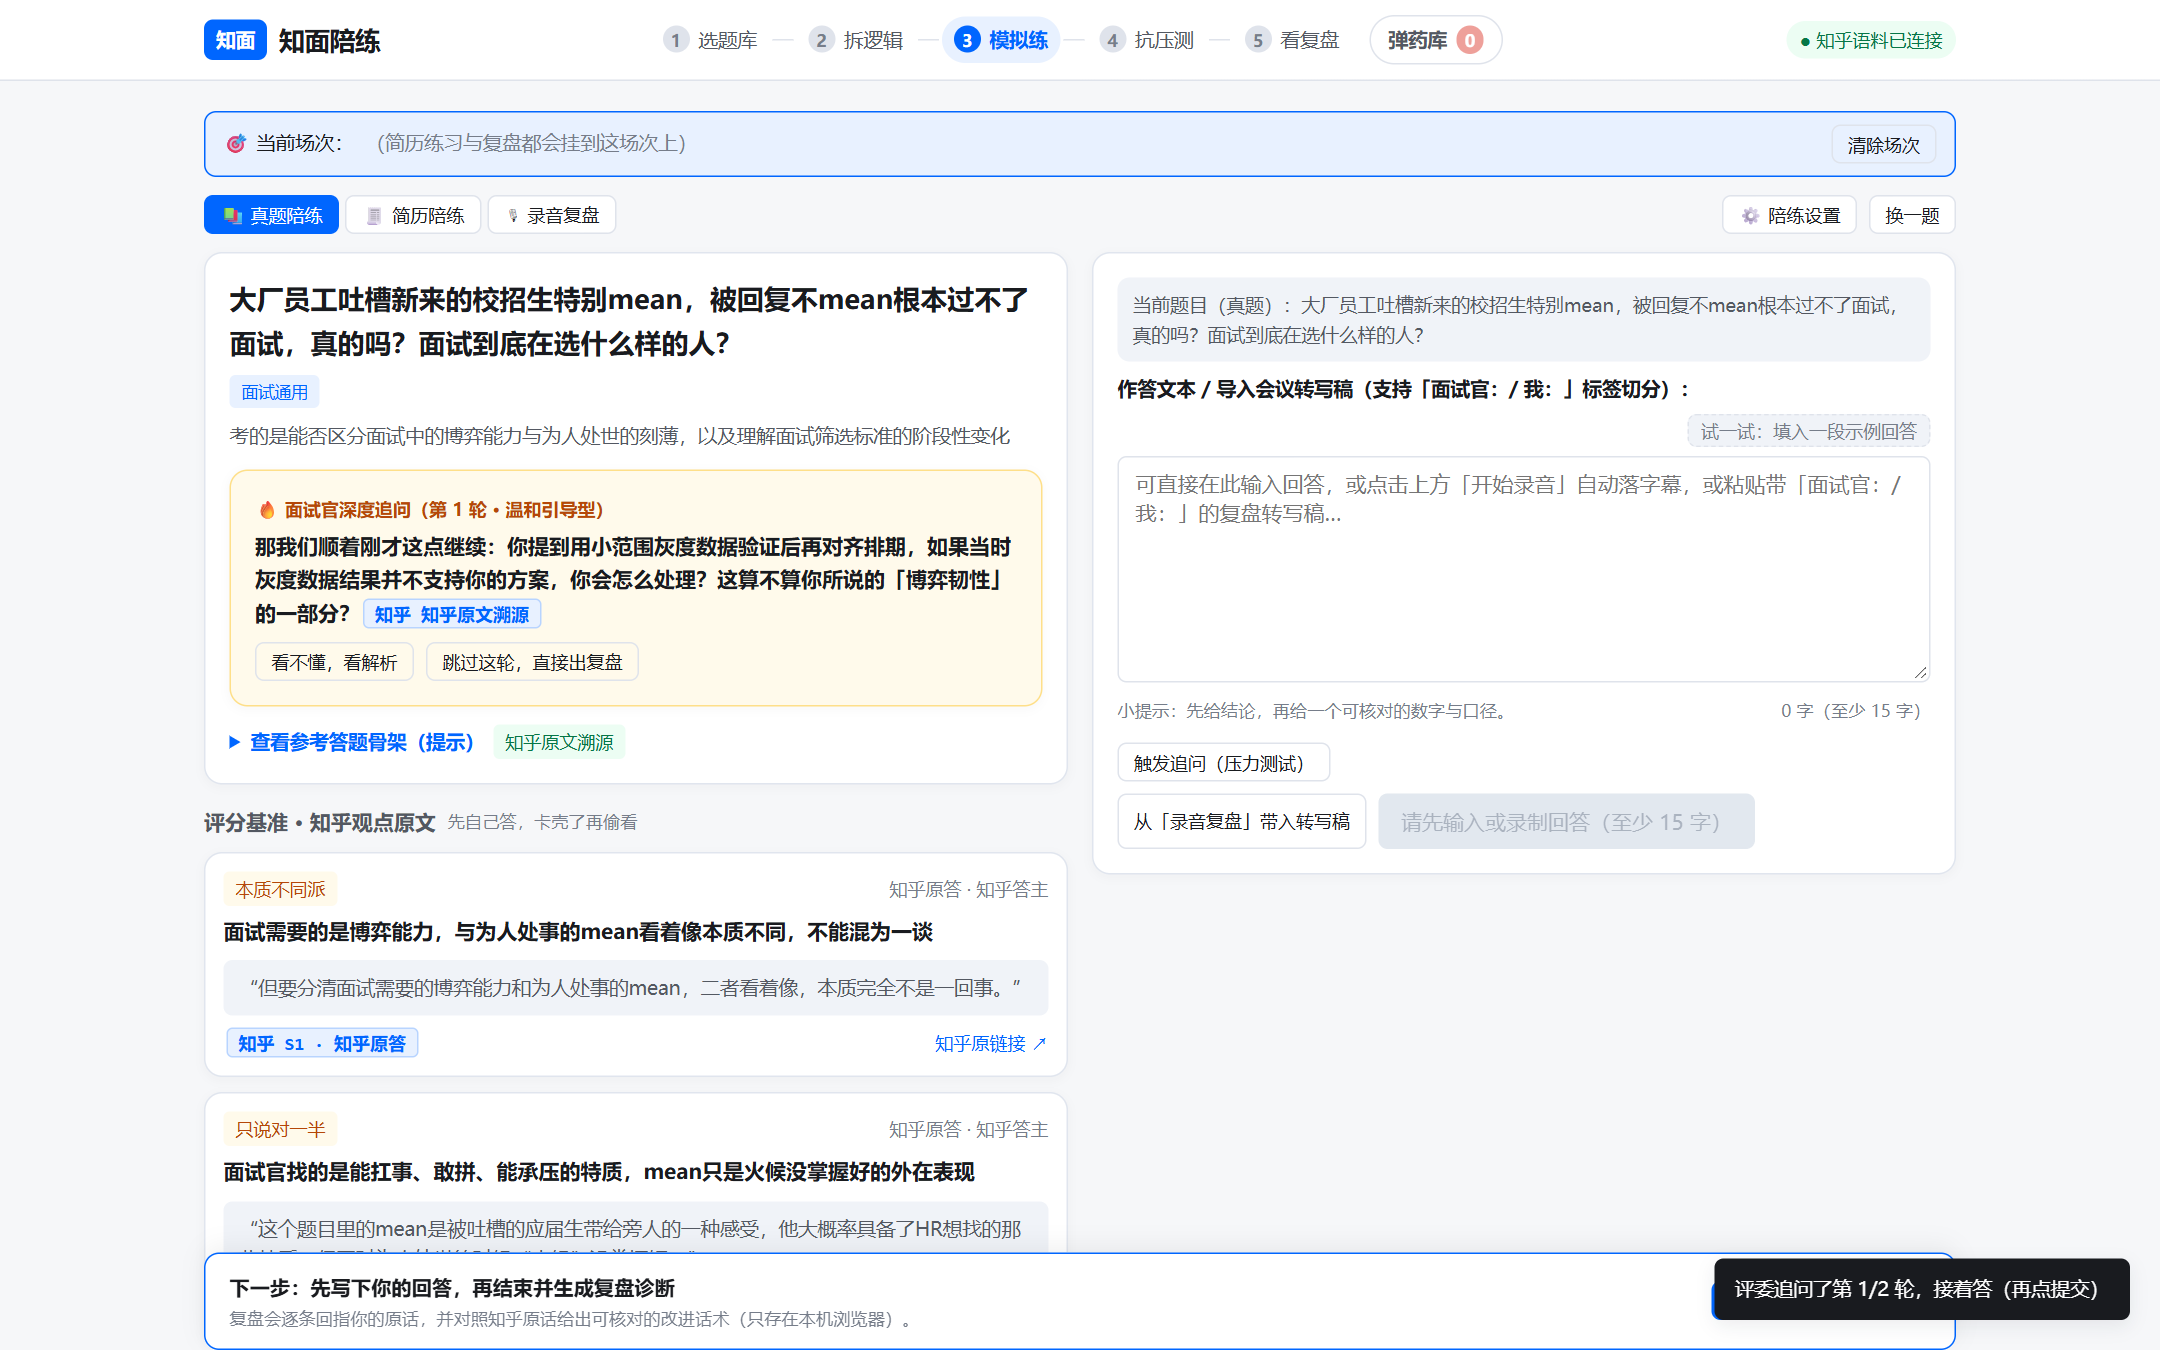 知面 知面陪练
1 选题库
2 拆逻辑
3 模拟练
4 抗压测
5 看复盘
弹药库 0
知乎语料已连接
当前场次： （简历练习与复盘都会挂到这场次上）
清除场次
真题陪练
简历陪练
录音复盘
陪练设置
换一题
大厂员工吐槽新来的校招生特别mean，被回复不mean根本过不了
面试，真的吗？面试到底在选什么样的人？
面试通用
考的是能否区分面试中的博弈能力与为人处世的刻薄，以及理解面试筛选标准的阶段性变化
面试官深度追问（第 1 轮 · 温和引导型）
那我们顺着刚才这点继续：你提到用小范围灰度数据验证后再对齐排期，如果当时
灰度数据结果并不支持你的方案，你会怎么处理？这算不算你所说的「博弈韧性」
的一部分？ 知乎 知乎原文溯源
看不懂，看解析
跳过这轮，直接出复盘
查看参考答题骨架（提示） 知乎原文溯源
评分基准 · 知乎观点原文 先自己答，卡壳了再偷看
本质不同派
知乎原答 · 知乎答主
面试需要的是博弈能力，与为人处事的mean看着像本质不同，不能混为一谈
“但要分清面试需要的博弈能力和为人处事的mean，二者看着像，本质完全不是一回事。”
知乎 S1 · 知乎原答
知乎原链接 ↗
只说对一半
知乎原答 · 知乎答主
面试官找的是能扛事、敢拼、能承压的特质，mean只是火候没掌握好的外在表现
“这个题目里的mean是被吐槽的应届生带给旁人的一种感受，他大概率具备了HR想找的那
当前题目（真题）：大厂员工吐槽新来的校招生特别mean，被回复不mean根本过不了面试，
真的吗？面试到底在选什么样的人？
作答文本 / 导入会议转写稿（支持「面试官：/ 我：」标签切分）：
试一试：填入一段示例回答
可直接在此输入回答，或点击上方「开始录音」自动落字幕，或粘贴带「面试官：/
我：」的复盘转写稿...
小提示：先给结论，再给一个可核对的数字与口径。
0 字（至少 15 字）
触发追问（压力测试）
从「录音复盘」带入转写稿
请先输入或录制回答（至少 15 字）
下一步：先写下你的回答，再结束并生成复盘诊断
复盘会逐条回指你的原话，并对照知乎原话给出可核对的改进话术（只存在本机浏览器）。
评委追问了第 1/2 轮，接着答（再点提交）